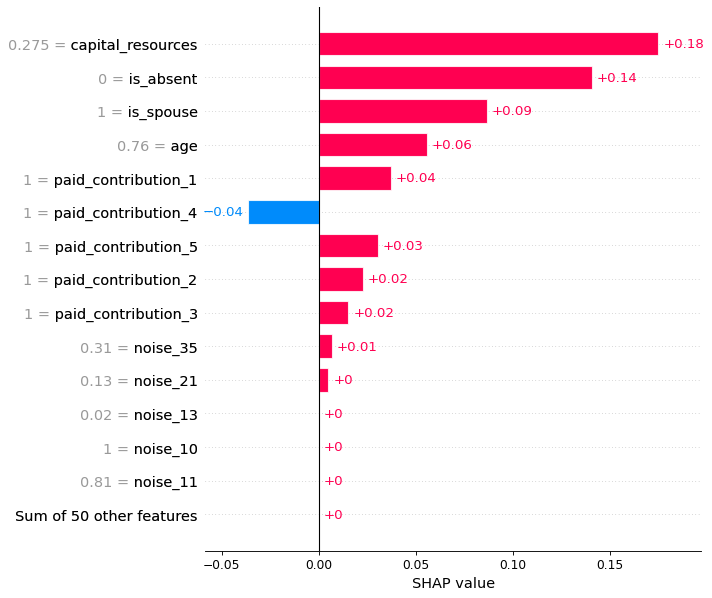 0.275 = capital_resources +0.18
0 = is_absent +0.14
1 = is_spouse +0.09
0.76 = age +0.06
1 = paid_contribution_1 +0.04
1 = paid_contribution_4 −0.04
1 = paid_contribution_5 +0.03
1 = paid_contribution_2 +0.02
1 = paid_contribution_3 +0.02
0.31 = noise_35 +0.01
0.13 = noise_21 +0
0.02 = noise_13 +0
1 = noise_10 +0
0.81 = noise_11 +0
Sum of 50 other features +0
−0.05 0.00 0.05 0.10 0.15
SHAP value